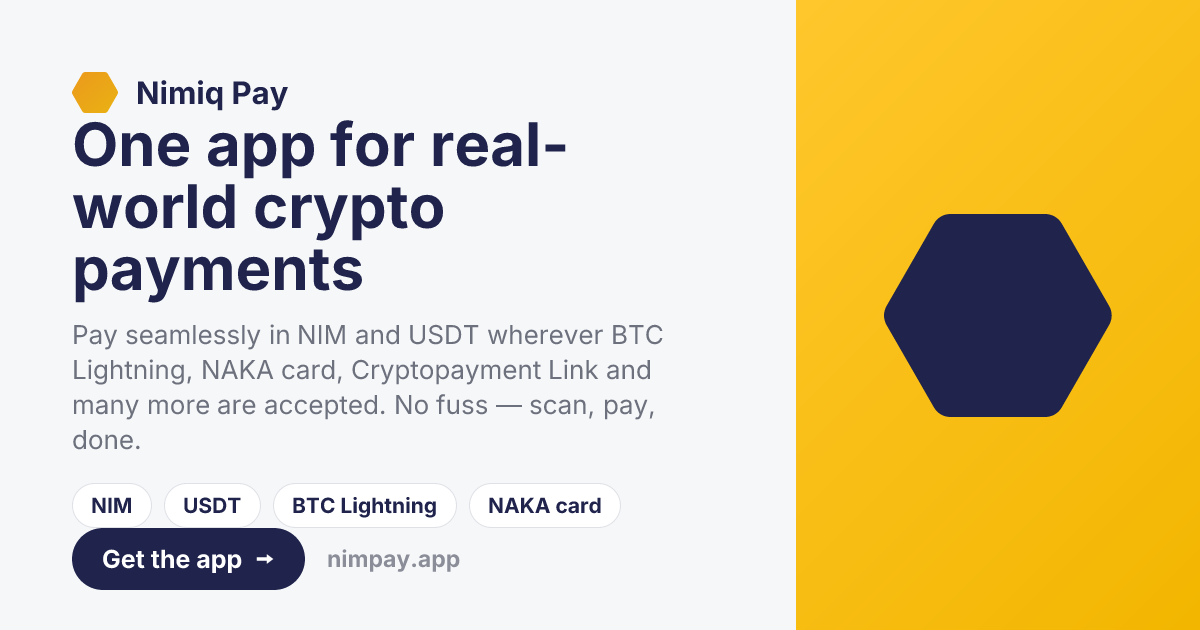 Nimiq Pay
One app for real-
world crypto
payments
Pay seamlessly in NIM and USDT wherever BTC
Lightning, NAKA card, Cryptopayment Link and
many more are accepted. No fuss — scan, pay,
done.
NIM USDT BTC Lightning NAKA card
Get the app → nimpay.app